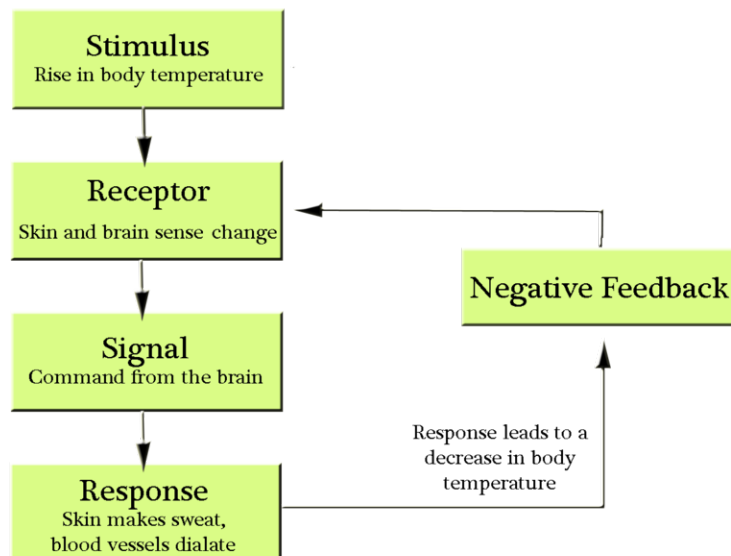 Stimulus
Rise in body temperature
Receptor
Skin and brain sense change
Negative Feedback
Signal
Command from the brain
Response leads to a
decrease in body
temperature
Response
Skin makes sweat,
blood vessels dialate